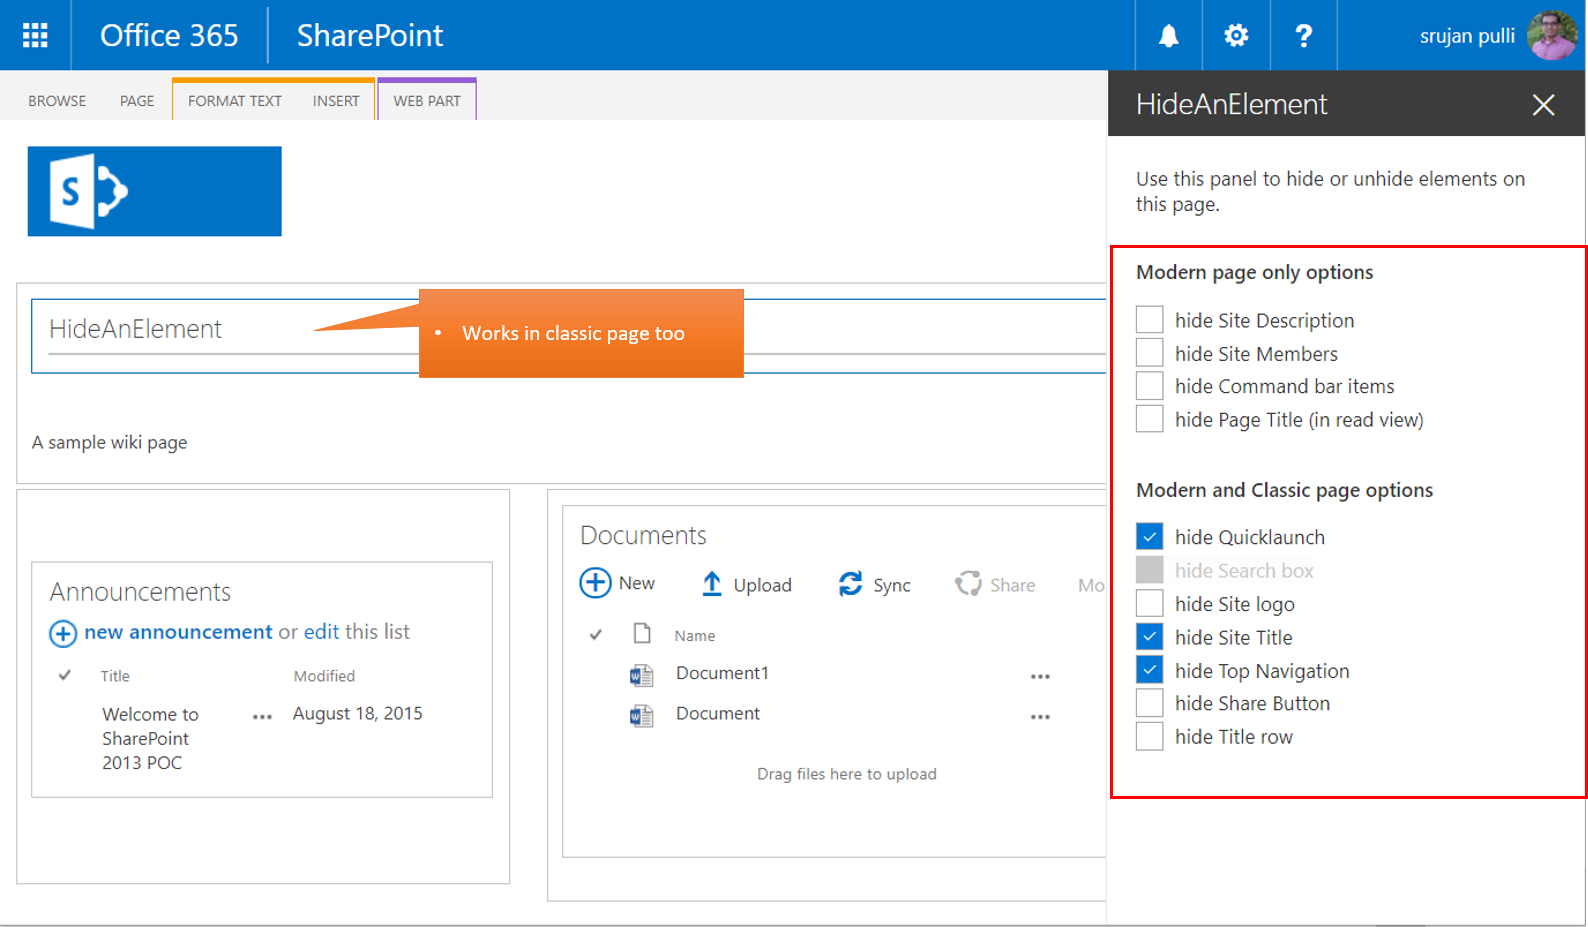 Office 365
SharePoint
?
srujan pulli
BROWSE
PAGE
FORMAT TEXT
INSERT
WEB PART
S
HideAnElement
• Works in classic page too
A sample wiki page
Announcements
new announcement or edit this list
Title
Modified
Welcome to
SharePoint
2013 POC
August 18, 2015
Documents
New
Upload
Sync
Share
Mo
Name
Document1
Document
Drag files here to upload
HideAnElement
Use this panel to hide or unhide elements on
this page.
Modern page only options
hide Site Description
hide Site Members
hide Command bar items
hide Page Title (in read view)
Modern and Classic page options
hide Quicklaunch
hide Search box
hide Site logo
hide Site Title
hide Top Navigation
hide Share Button
hide Title row